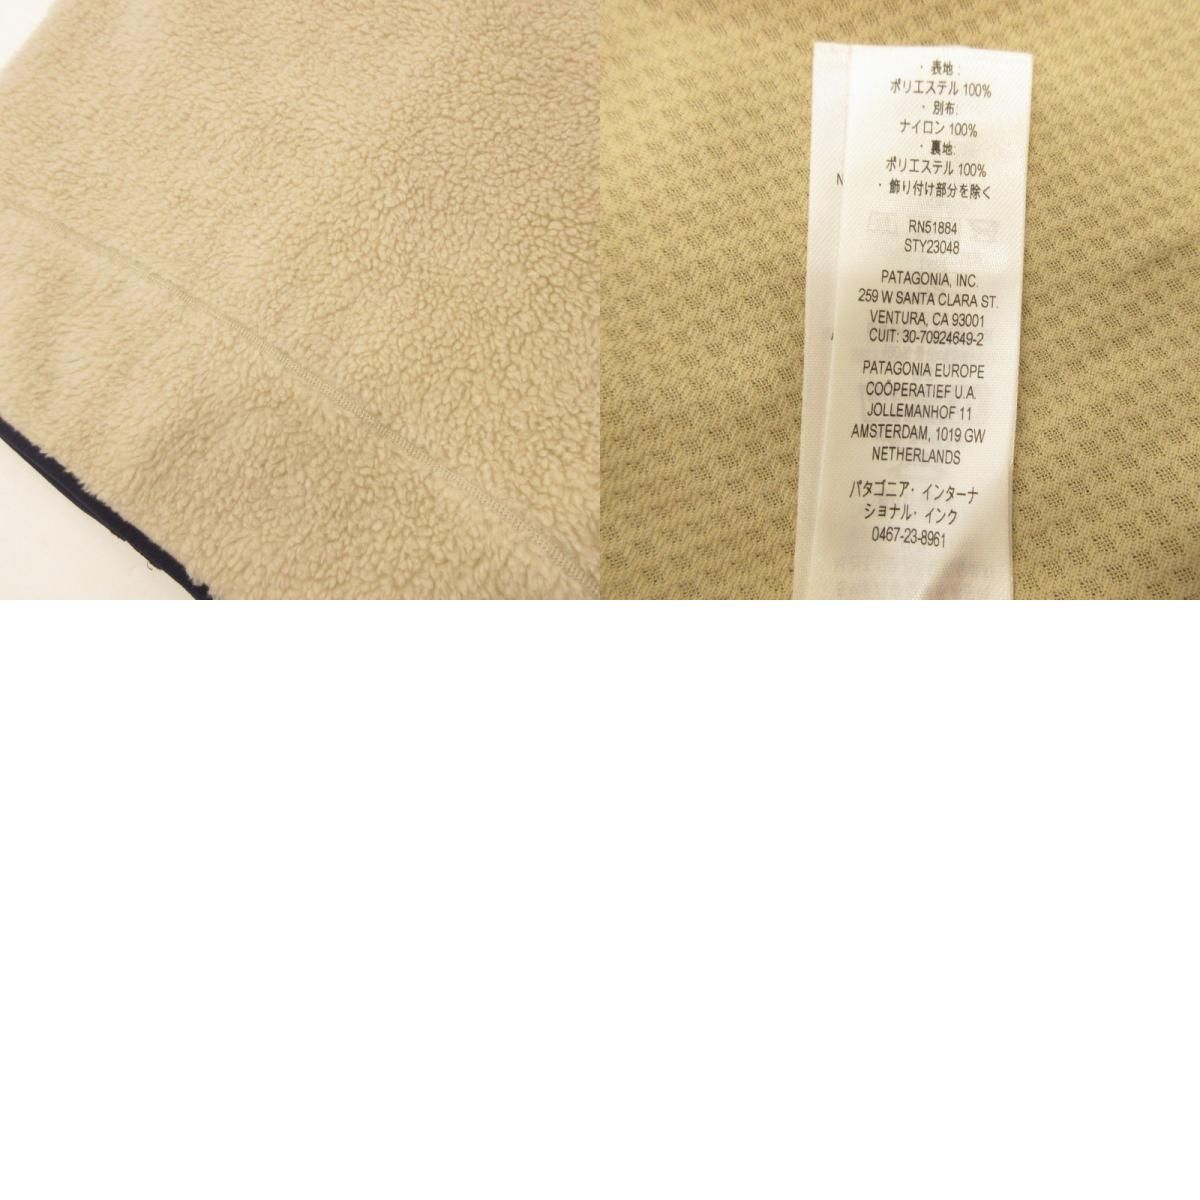 ・表地:
ポリエステル 100%
・別布:
ナイロン 100%
・裏地:
ポリエステル 100%
・飾り付け部分を除く
RN51884
STY23048
PATAGONIA, INC.
259 W SANTA CLARA ST.
VENTURA, CA 93001
CUIT: 30-70924649-2
PATAGONIA EUROPE
COÖPERATIEF U.A.
JOLLEMANHOF 11
AMSTERDAM, 1019 GW
NETHERLANDS
パタゴニア・インターナ
ショナル・インク
0467-23-8961